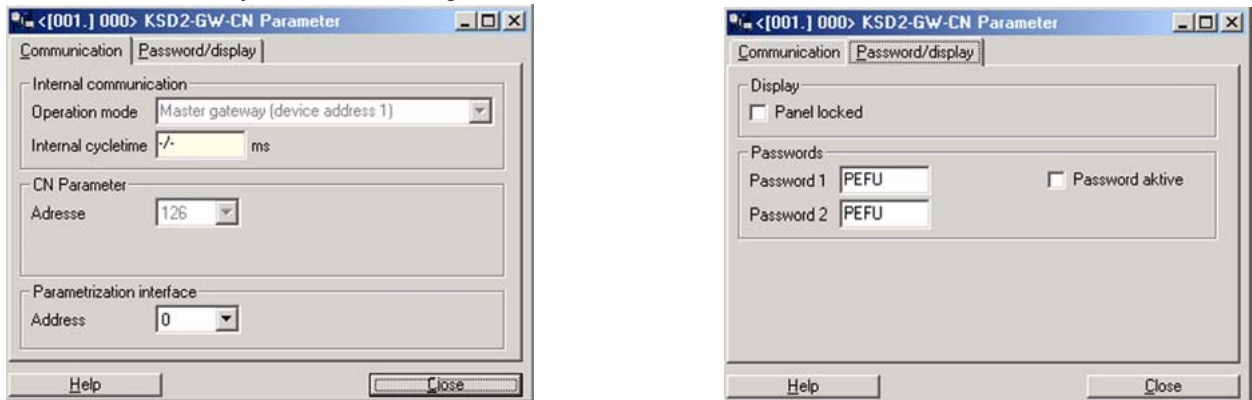 <[001.] 000> KSD2-GW-CN Parameter
Communication Password/display
Internal communication
Operation mode Master gateway (device address 1)
Internal cycletime -/- ms
CN Parameter
Adresse 126
Parametrization interface
Address 0
Help Close
<[001.] 000> KSD2-GW-CN Parameter
Communication Password/display
Display
Panel locked
Passwords
Password 1 PEFU Password aktive
Password 2 PEFU
Help Close